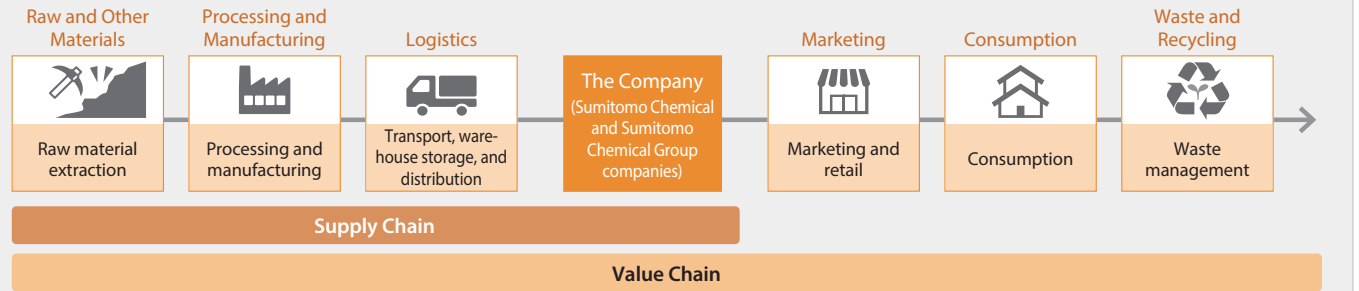 Raw and Other
Materials
Processing and
Manufacturing
Logistics
Marketing
Consumption
Waste and
Recycling
Raw material
extraction
Processing and
manufacturing
Transport, ware-
house storage, and
distribution
The Company
(Sumitomo Chemical
and Sumitomo
Chemical Group
companies)
Marketing and
retail
Consumption
Waste
management
Supply Chain
Value Chain